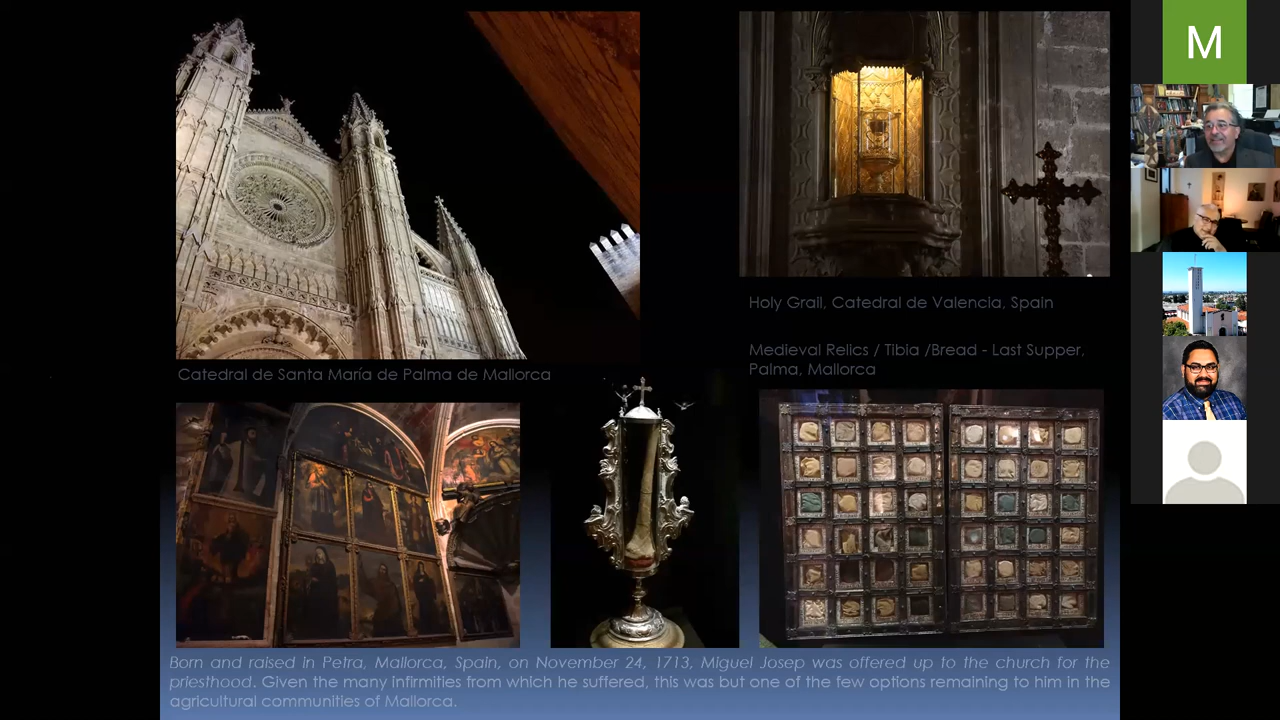 M
Holy Grail, Catedral de Valencia, Spain
Medieval Relics / Tibia /Bread - Last Supper,
Palma, Mallorca
Catedral de Santa María de Palma de Mallorca
Born and raised in Petra, Mallorca, Spain, on November 24, 1713, Miguel Josep was offered up to the church for the
priesthood. Given the many infirmities from which he suffered, this was but one of the few options remaining to him in the
agricultural communities of Mallorca.